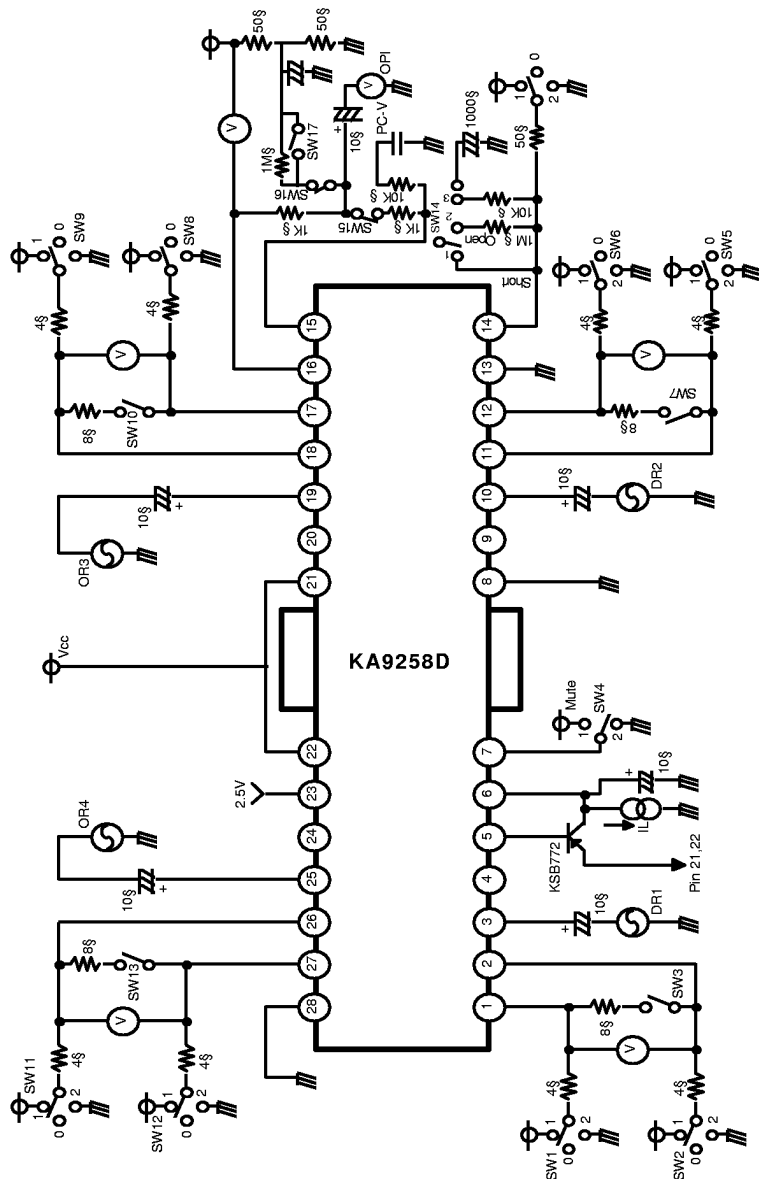 50§
50§
V
OPI
V
+
10§
SW17
1M§
SW16
1K§
SW15
1K§
10K§
PC-V
1000§
SW14
3
2
1
Open
10K§
1M§
Short
50§
0
1
2
SW9
0
1
4§
SW8
0
4§
V
8§
SW10
10§
+
OR3
SW6
0
1
2
4§
SW5
0
1
2
4§
V
8§
SW7
+
10§
DR2
15
16
17
18
19
20
21
22
23
24
25
26
27
28
14
13
12
11
10
9
8
7
6
5
4
3
2
1
KA9258D
Vcc
2.5V
OR4
10§
+
8§
SW13
V
4§
4§
SW11
0
1
2
SW12
0
1
2
Mute
1
2
SW4
+
10§
IL
KSB772
Pin 21,22
+
10§
DR1
8§
SW3
V
4§
4§
SW1
0
1
2
SW2
0
1
2